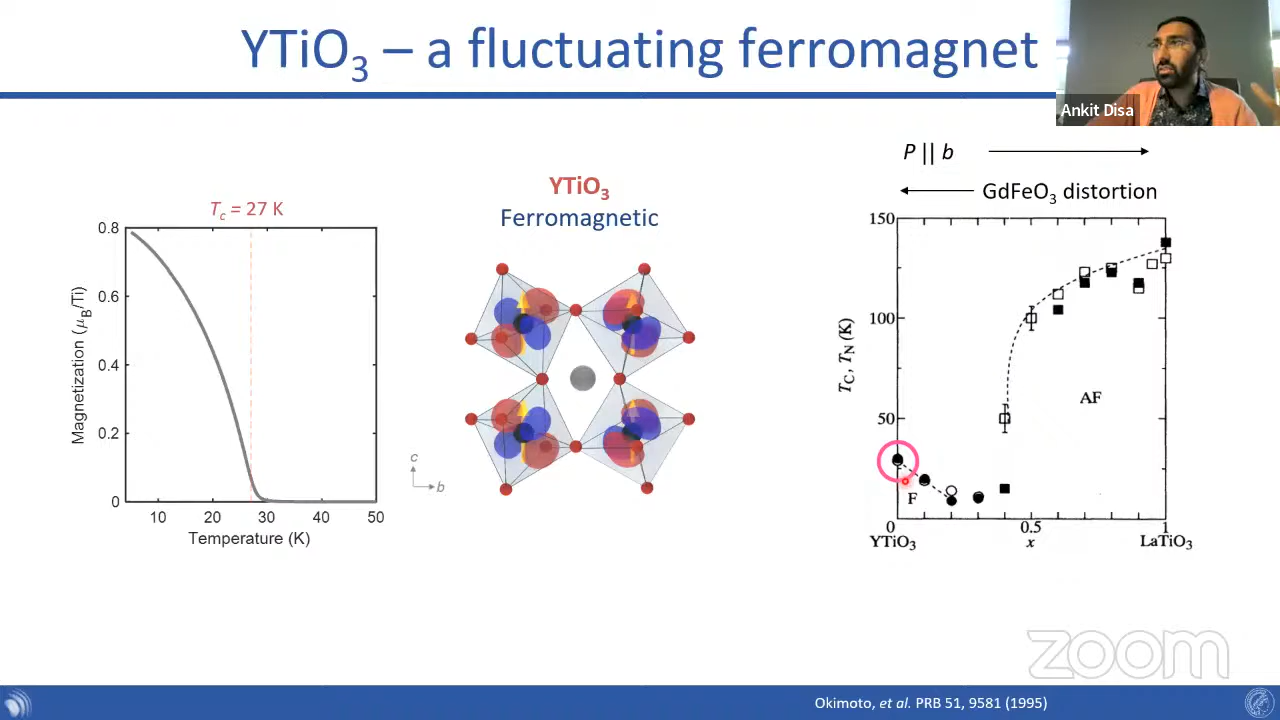 YTiO3 – a fluctuating ferromagnet
Ankit Disa
Tc = 27 K
0.8
0.6
0.4
0.2
0
10 20 30 40 50
Magnetization (μB/Ti)
Temperature (K)
YTiO3
Ferromagnetic
c
b
P || b
GdFeO3 distortion
150
100
50
0
0.5
1
TC, TN (K)
AF
F
YTiO3
x
LaTiO3
zoom
Okimoto, et al. PRB 51, 9581 (1995)